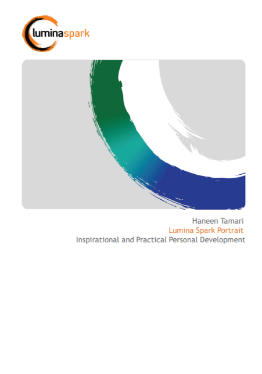 luminaspark
Haneen Tamari
Lumina Spark Portrait
Inspirational and Practical Personal Development